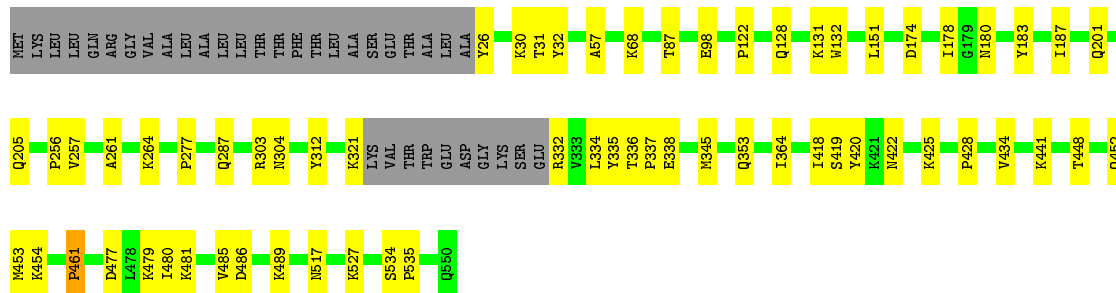 MET LYS LEU LEU GLN ARG GLY VAL ALA LEU ALA LEU LEU THR THR PHE THR LEU ALA SER GLU THR ALA LEU ALA Y26 K30 T31 Y32 A57 K68 T87 E98 P122 Q128 K131 W132 L151 D174 I178 G179 N180 Y183 I187 Q201
Q205 P256 V257 A261 K264 P277 Q287 R303 N304 Y312 K321 LYS VAL THR TRP GLU ASP GLY LYS SER GLU R332 V333 L334 Y335 T336 P337 E338 M345 Q353 I364 I418 S419 Y420 K421 N422 K425 P428 V434 K441 T448
M453 K454 P461 D477 L478 K479 I480 K481 V485 D486 K489 N517 K527 S534 P535 Q550